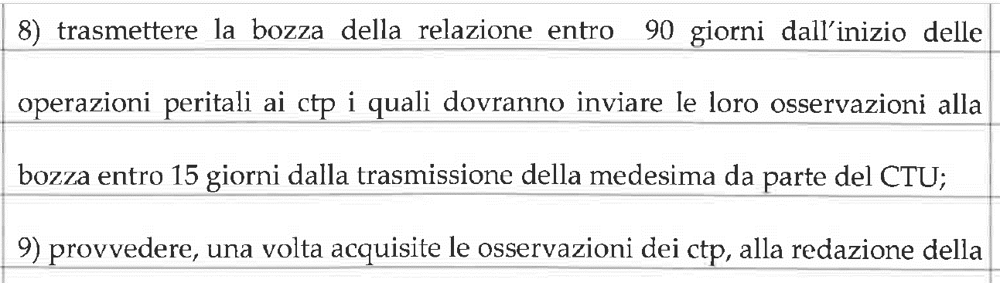 8) trasmettere la bozza della relazione entro 90 giorni dall'inizio delle
operazioni peritali ai ctp i quali dovranno inviare le loro osservazioni alla
bozza entro 15 giorni dalla trasmissione della medesima da parte del CTU;
9) provvedere, una volta acquisite le osservazioni dei ctp, alla redazione della